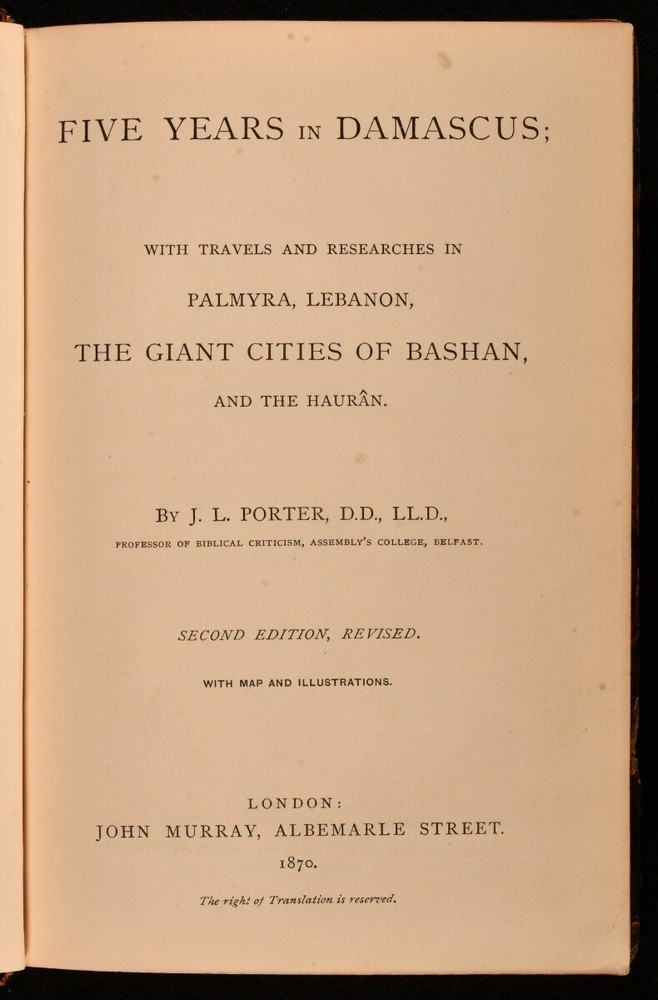 FIVE YEARS IN DAMASCUS;
WITH TRAVELS AND RESEARCHES IN
PALMYRA, LEBANON,
THE GIANT CITIES OF BASHAN,
AND THE HAURÂN.
BY J. L. PORTER, D.D., LL.D.,
PROFESSOR OF BIBLICAL CRITICISM, ASSEMBLY'S COLLEGE, BELFAST.
SECOND EDITION, REVISED.
WITH MAP AND ILLUSTRATIONS.
LONDON:
JOHN MURRAY, ALBEMARLE STREET.
1870.
The right of Translation is reserved.